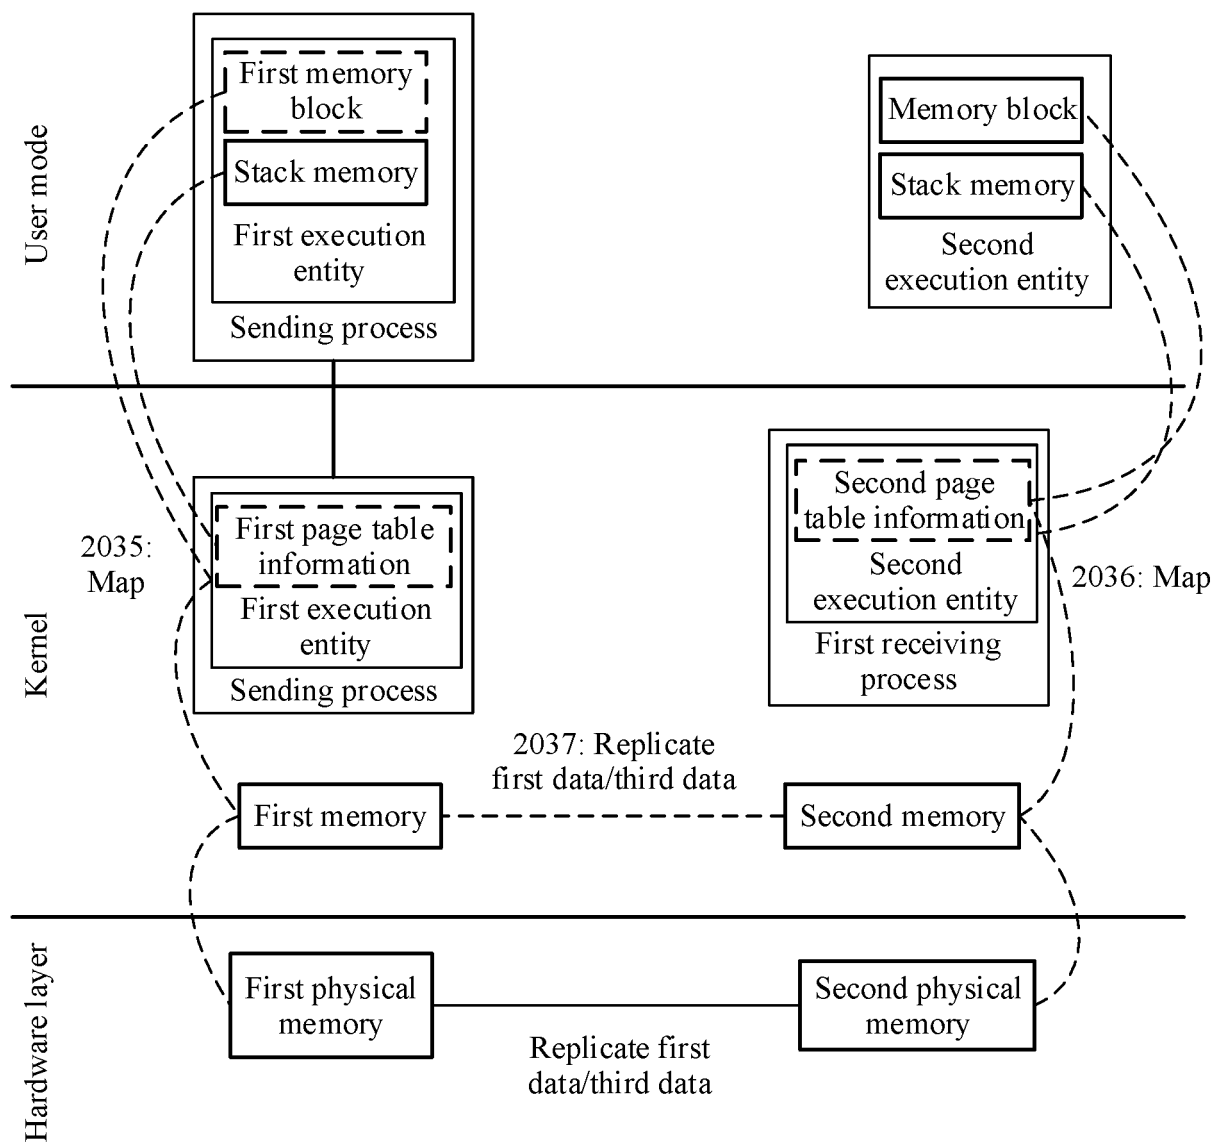 User mode
First memory
block
Stack memory
First execution
entity
Sending process
Memory block
Stack memory
Second
execution entity
Kernel
2035:
Map
First page table
information
First execution
entity
Sending process
Second page
table information
Second
execution entity
First receiving
process
2036: Map
2037: Replicate
first data/third data
First memory
Second memory
Hardware layer
First physical
memory
Second physical
memory
Replicate first
data/third data